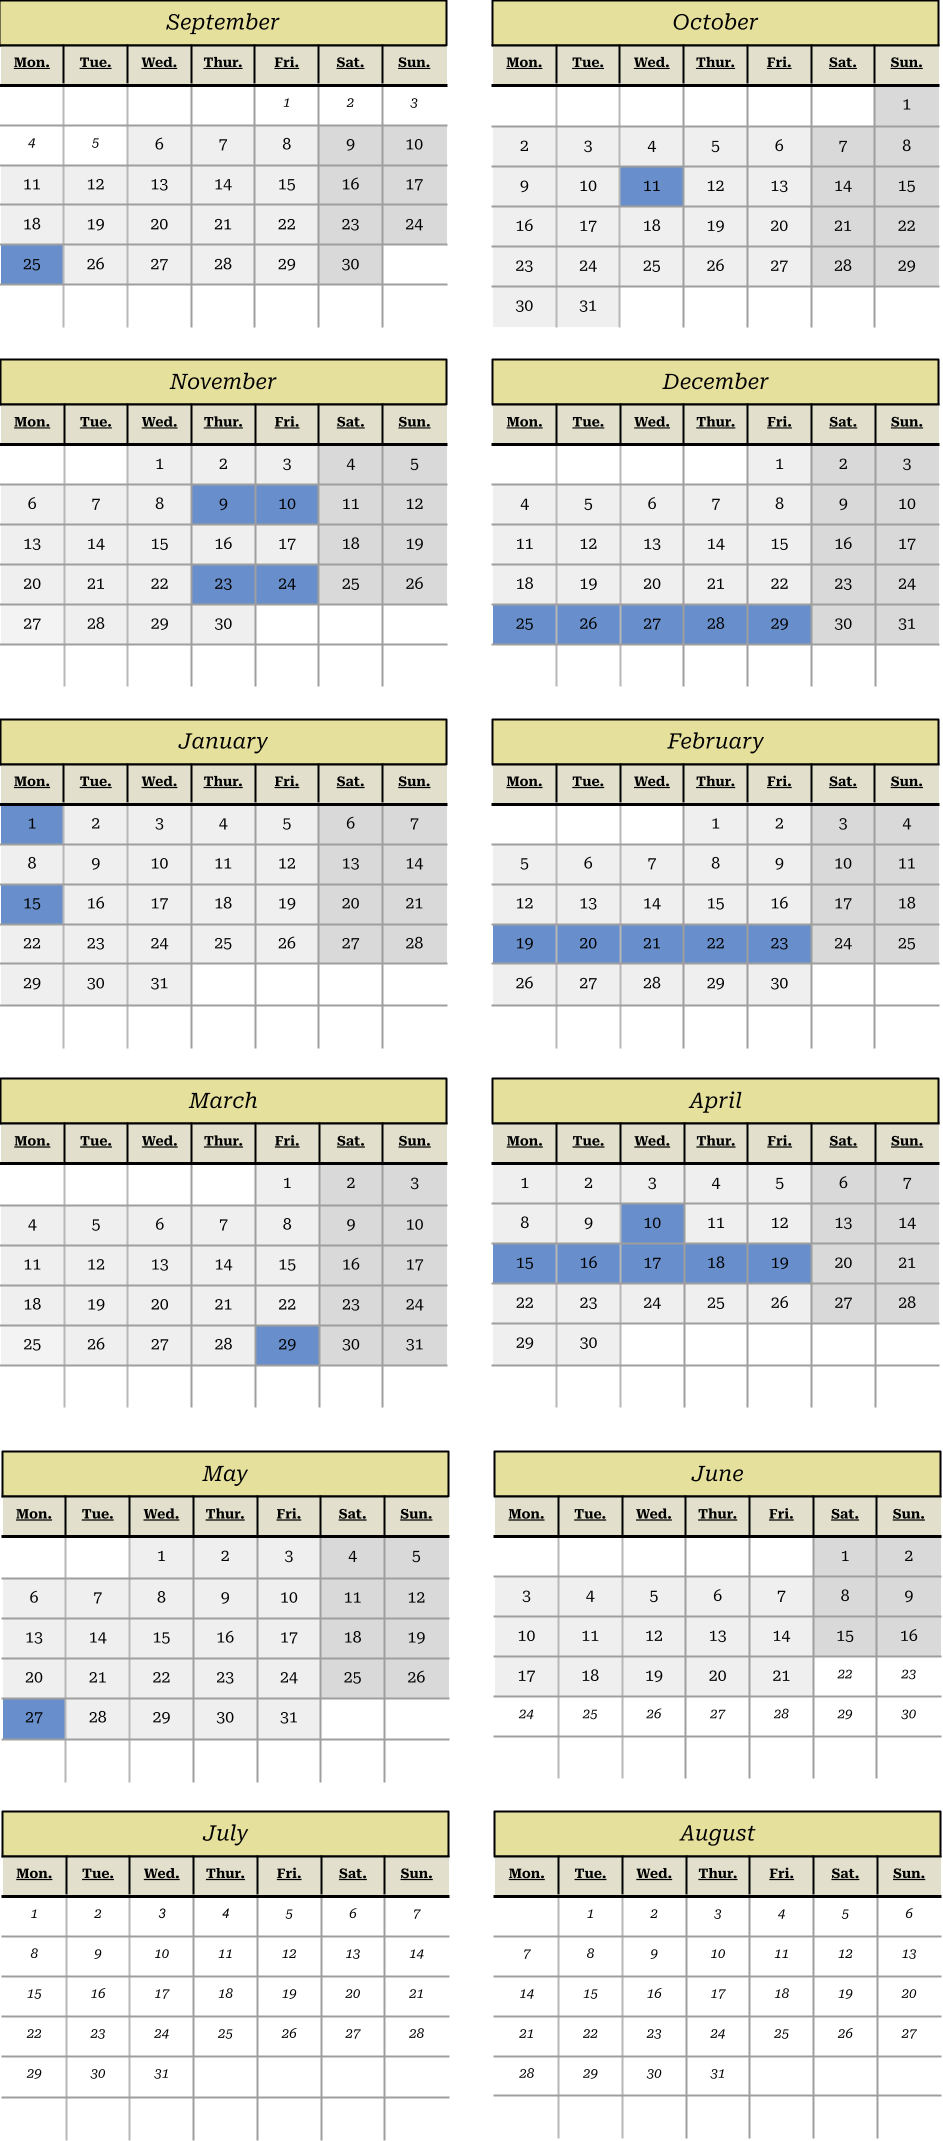 September
Mon. Tue. Wed. Thur. Fri. Sat. Sun.
1 2 3
4 5 6 7 8 9 10
11 12 13 14 15 16 17
18 19 20 21 22 23 24
25 26 27 28 29 30
October
Mon. Tue. Wed. Thur. Fri. Sat. Sun.
1
2 3 4 5 6 7 8
9 10 11 12 13 14 15
16 17 18 19 20 21 22
23 24 25 26 27 28 29
30 31
November
Mon. Tue. Wed. Thur. Fri. Sat. Sun.
1 2 3 4 5
6 7 8 9 10 11 12
13 14 15 16 17 18 19
20 21 22 23 24 25 26
27 28 29 30
December
Mon. Tue. Wed. Thur. Fri. Sat. Sun.
1 2 3
4 5 6 7 8 9 10
11 12 13 14 15 16 17
18 19 20 21 22 23 24
25 26 27 28 29 30 31
January
Mon. Tue. Wed. Thur. Fri. Sat. Sun.
1 2 3 4 5 6 7
8 9 10 11 12 13 14
15 16 17 18 19 20 21
22 23 24 25 26 27 28
29 30 31
February
Mon. Tue. Wed. Thur. Fri. Sat. Sun.
1 2 3 4
5 6 7 8 9 10 11
12 13 14 15 16 17 18
19 20 21 22 23 24 25
26 27 28 29 30
March
Mon. Tue. Wed. Thur. Fri. Sat. Sun.
1 2 3
4 5 6 7 8 9 10
11 12 13 14 15 16 17
18 19 20 21 22 23 24
25 26 27 28 29 30 31
April
Mon. Tue. Wed. Thur. Fri. Sat. Sun.
1 2 3 4 5 6 7
8 9 10 11 12 13 14
15 16 17 18 19 20 21
22 23 24 25 26 27 28
29 30
May
Mon. Tue. Wed. Thur. Fri. Sat. Sun.
1 2 3 4 5
6 7 8 9 10 11 12
13 14 15 16 17 18 19
20 21 22 23 24 25 26
27 28 29 30 31
June
Mon. Tue. Wed. Thur. Fri. Sat. Sun.
1 2
3 4 5 6 7 8 9
10 11 12 13 14 15 16
17 18 19 20 21 22 23
24 25 26 27 28 29 30
July
Mon. Tue. Wed. Thur. Fri. Sat. Sun.
1 2 3 4 5 6 7
8 9 10 11 12 13 14
15 16 17 18 19 20 21
22 23 24 25 26 27 28
29 30 31
August
Mon. Tue. Wed. Thur. Fri. Sat. Sun.
1 2 3 4 5 6
7 8 9 10 11 12 13
14 15 16 17 18 19 20
21 22 23 24 25 26 27
28 29 30 31